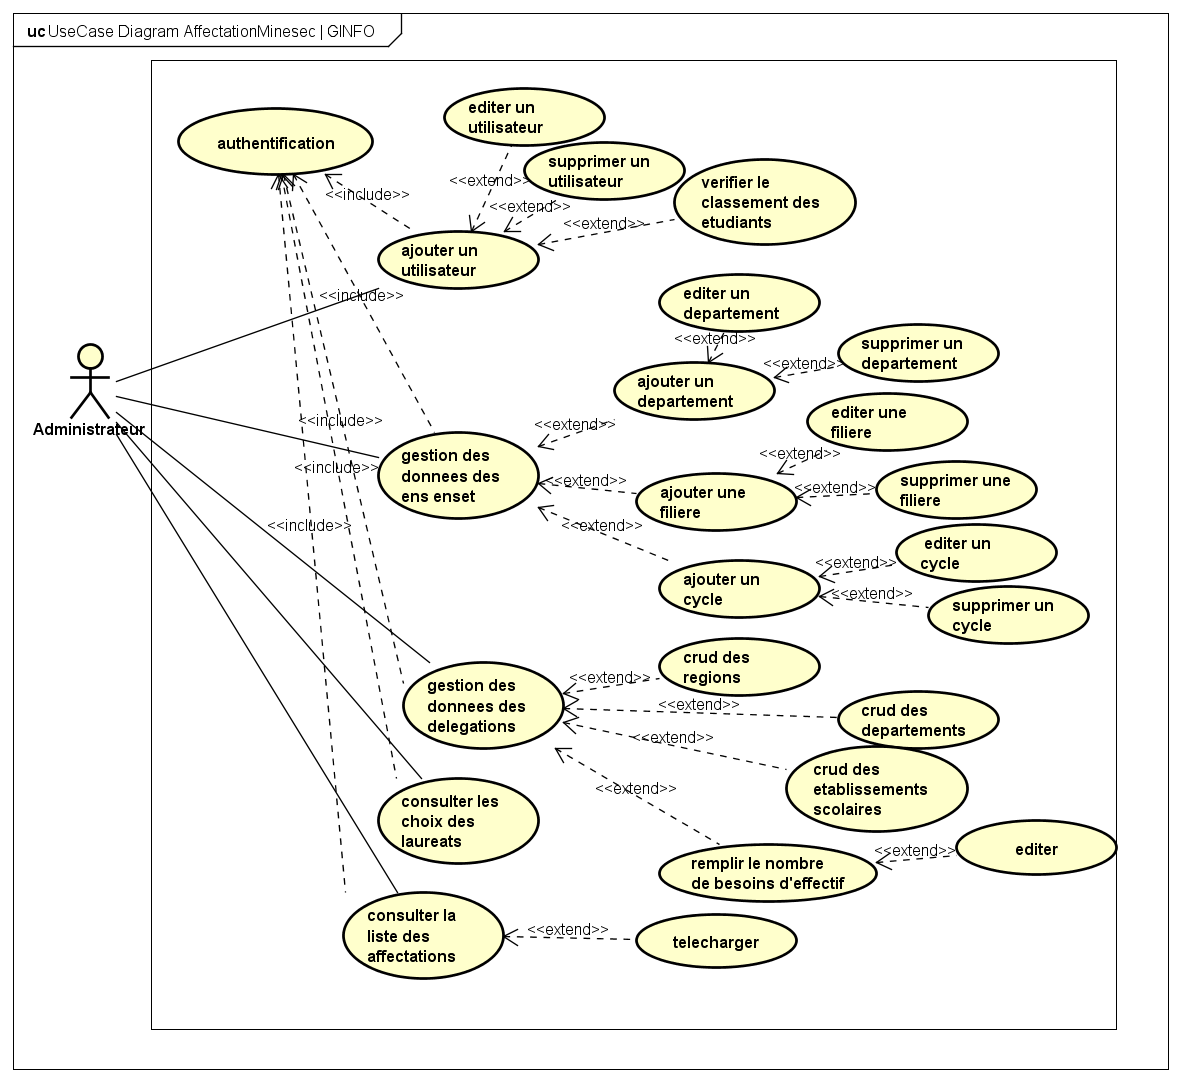 uc UseCase Diagram AffectationMinesec | GINFO
editer un
utilisateur
authentification
supprimer un
utilisateur
<<extend>>
verifier le
classement des
etudiants
<<include>>
<<extend>>
<<extend>>
ajouter un
utilisateur
<<include>>
editer un
departement
<<extend>>
supprimer un
departement
<<extend>>
ajouter un
departement
Administrateur
<<include>>
<<extend>>
editer une
filiere
<<extend>>
gestion des
donnees des
ens enset
<<include>>
<<extend>>
ajouter une
filiere
<<extend>>
supprimer une
filiere
<<include>>
<<extend>>
editer un
cycle
<<extend>>
ajouter un
cycle
<<extend>>
supprimer un
cycle
crud des
regions
<<extend>>
gestion des
donnees des
delegations
<<extend>>
crud des
departements
<<extend>>
crud des
etablissements
scolaires
<<extend>>
consulter les
choix des
laureats
remplir le nombre
de besoins d'effectif
<<extend>>
editer
consulter la
liste des
affectations
<<extend>>
telecharger